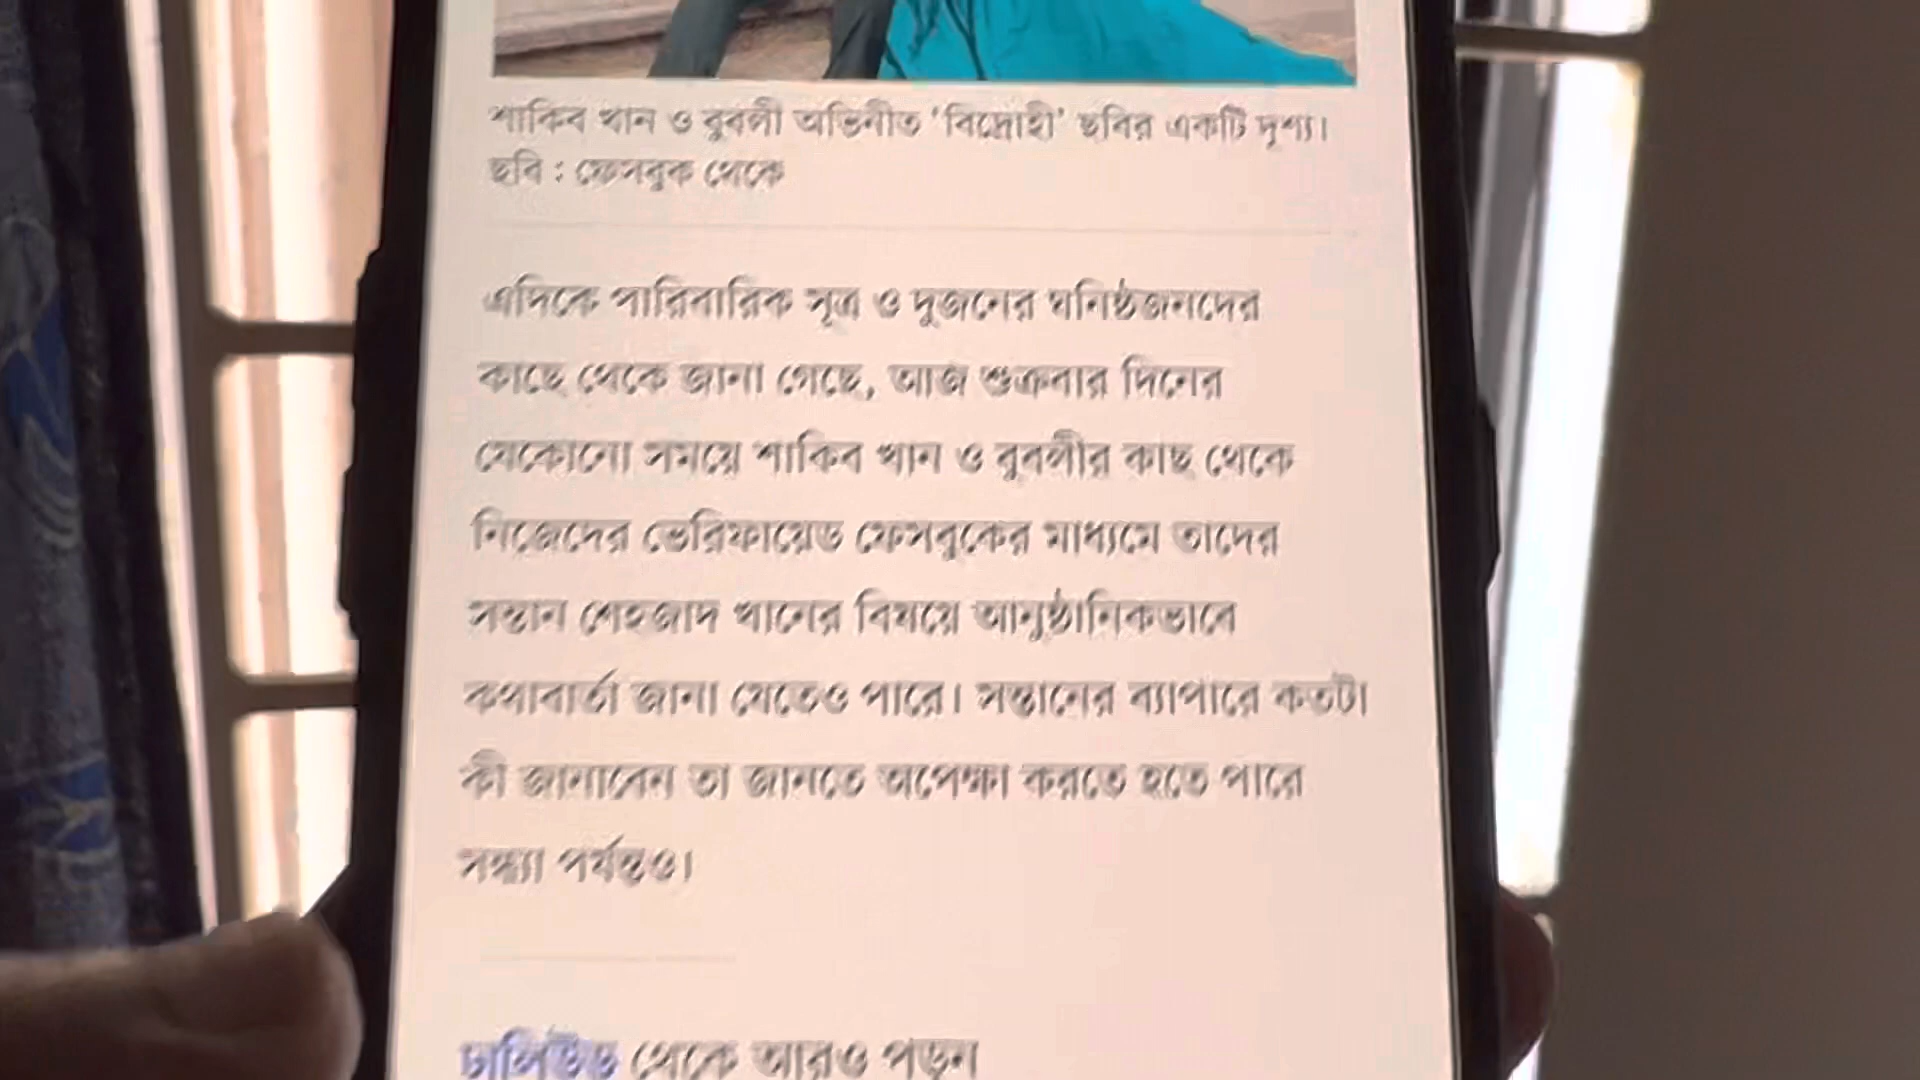 শাকিব খান ও বুবলী অভিনীত ‘বিদ্রোহী’ ছবির একটি দৃশ্য।
ছবি : ফেসবুক থেকে
এদিকে পারিবারিক সূত্র ও দুজনের ঘনিষ্ঠজনদের
কাছে থেকে জানা গেছে, আজ শুক্রবার দিনের
যেকোনো সময়ে শাকিব খান ও বুবলীর কাছ থেকে
নিজেদের ভেরিফায়েড ফেসবুকের মাধ্যমে তাদের
সন্তান শেহজাদ খানের বিষয়ে আনুষ্ঠানিকভাবে
কথাবার্তা জানা যেতেও পারে। সন্তানের ব্যাপারে কতটা
কী জানাবেন তা জানতে অপেক্ষা করতে হতে পারে
সন্ধ্যা পর্যন্তও।
ঢালিউড থেকে আরও পড়ুন